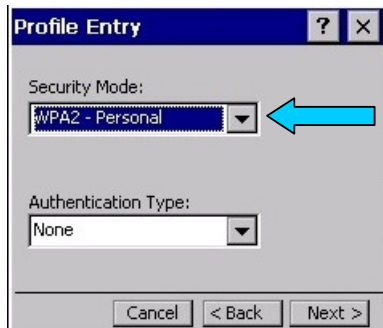 Profile Entry ? ×
Security Mode:
WPA2 - Personal
Authentication Type:
None
Cancel < Back Next >